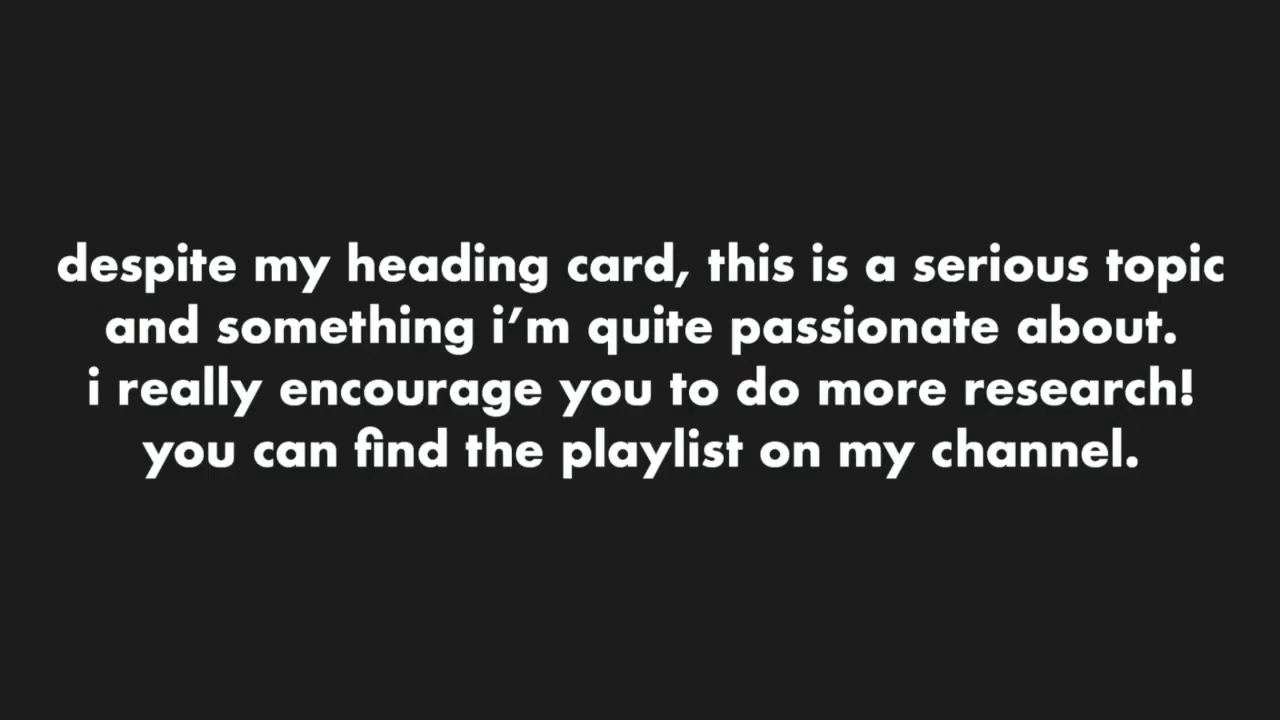 despite my heading card, this is a serious topic
and something i’m quite passionate about.
i really encourage you to do more research!
you can find the playlist on my channel.